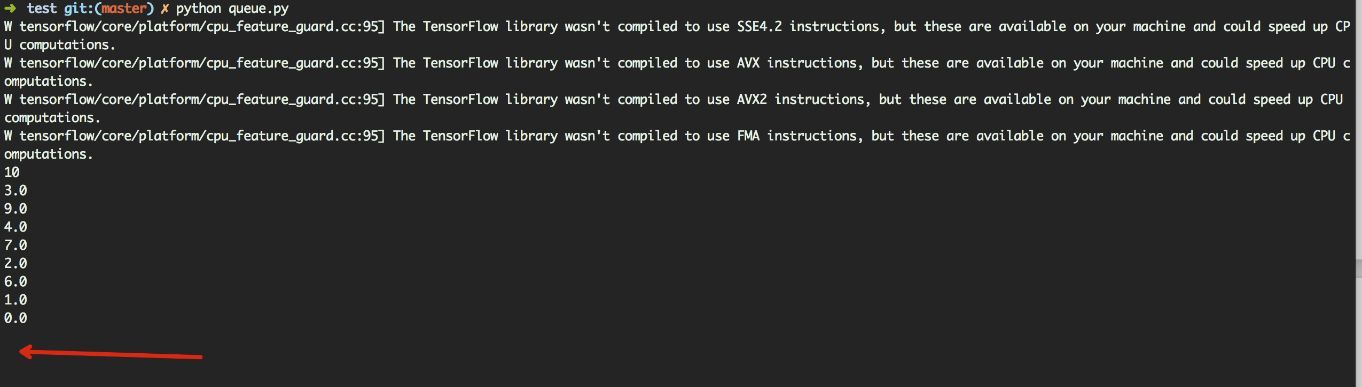 ➜ test git:(master) ✗ python queue.py
W tensorflow/core/platform/cpu_feature_guard.cc:95] The TensorFlow library wasn't compiled to use SSE4.2 instructions, but these are available on your machine and could speed up CP
U computations.
W tensorflow/core/platform/cpu_feature_guard.cc:95] The TensorFlow library wasn't compiled to use AVX instructions, but these are available on your machine and could speed up CPU c
omputations.
W tensorflow/core/platform/cpu_feature_guard.cc:95] The TensorFlow library wasn't compiled to use AVX2 instructions, but these are available on your machine and could speed up CPU
computations.
W tensorflow/core/platform/cpu_feature_guard.cc:95] The TensorFlow library wasn't compiled to use FMA instructions, but these are available on your machine and could speed up CPU c
omputations.
10
3.0
9.0
4.0
7.0
2.0
6.0
1.0
0.0